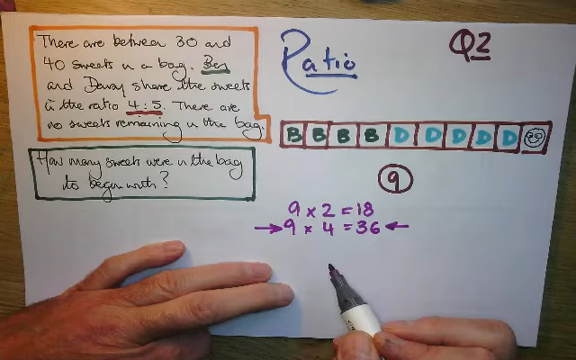 There are between 30 and
40 sweets in a bag. Ben
and Davey share the sweets
in the ratio 4:5. There are
no sweets remaining in the bag.
How many sweets were in the bag
to begin with?
Ratio
Q2
B B B B D D D D D
9
9 x 2 = 18
→ 9 x 4 = 36 ←